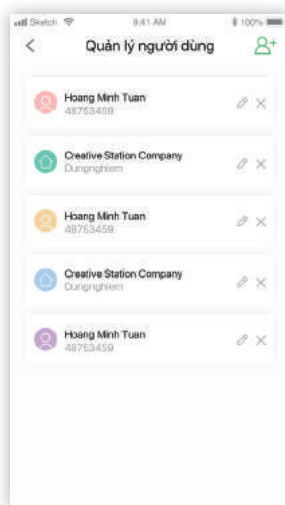 Sketch 9:41 AM 100%
Quản lý người dùng
Hoang Minh Tuan
48753459
Creative Station Company
Dungnghiem
Hoang Minh Tuan
48753459
Creative Station Company
Dungnghiem
Hoang Minh Tuan
48753459